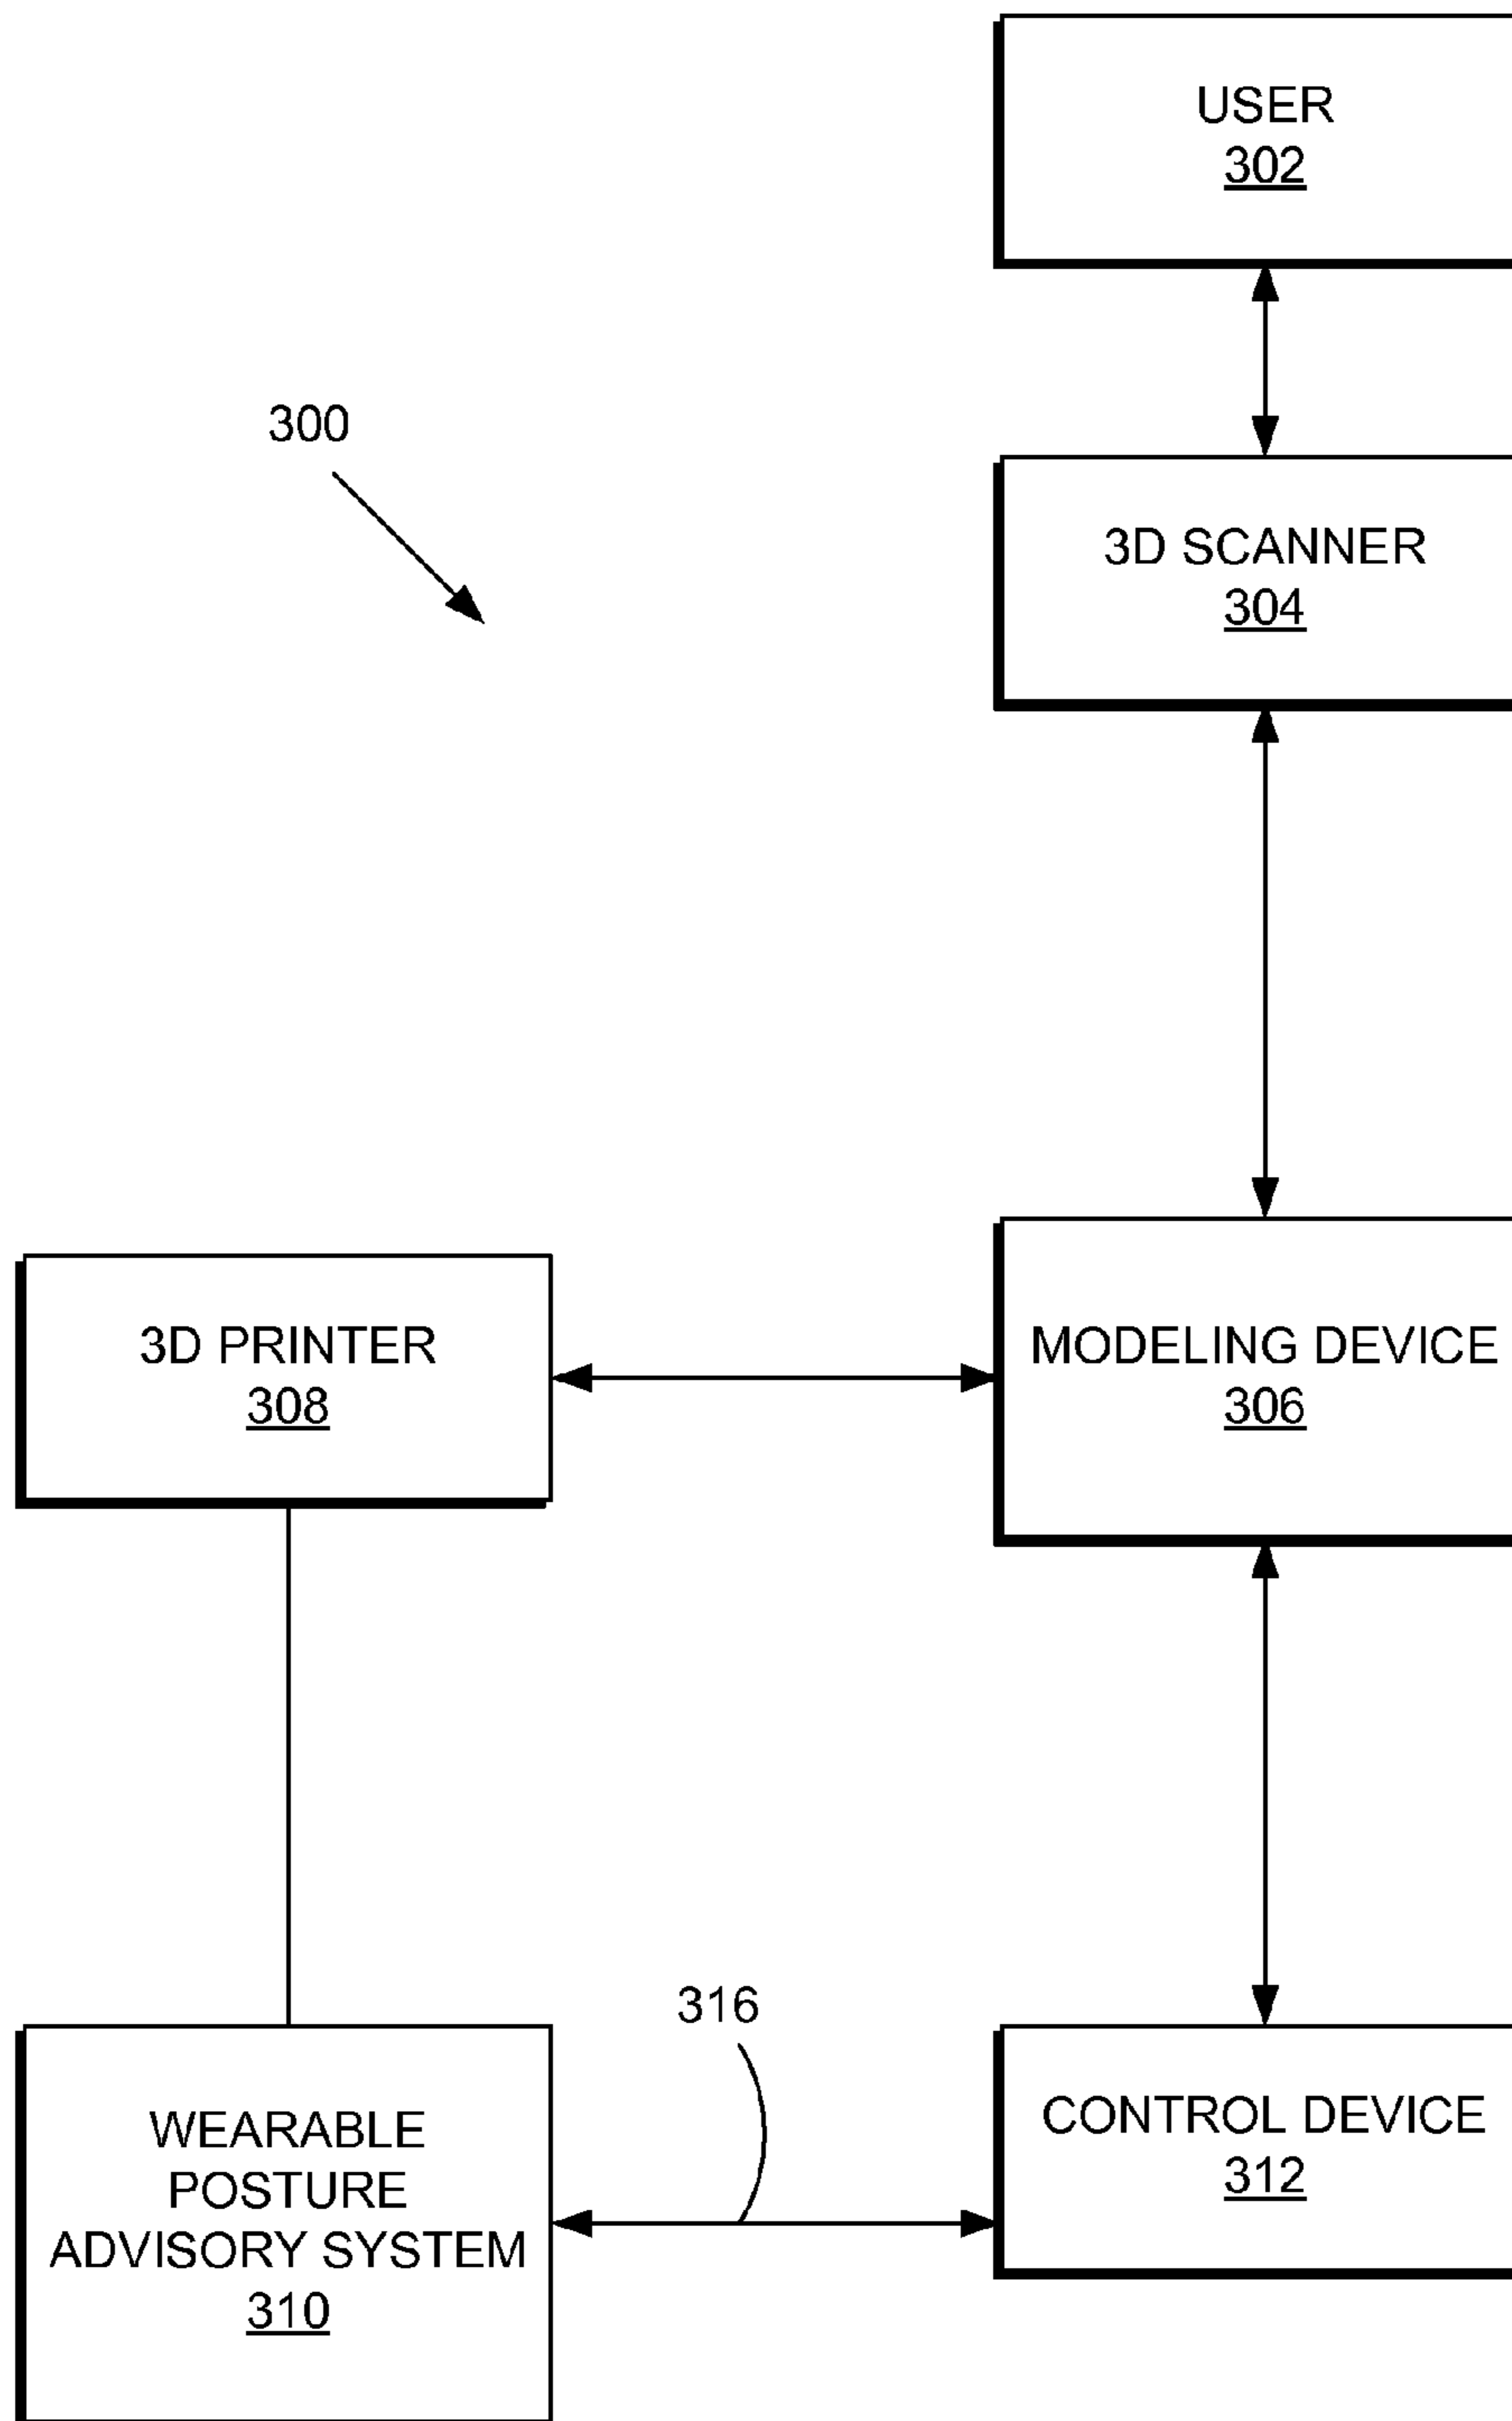 USER
302
300
3D SCANNER
304
3D PRINTER
308
MODELING DEVICE
306
316
WEARABLE
POSTURE
ADVISORY SYSTEM
310
CONTROL DEVICE
312